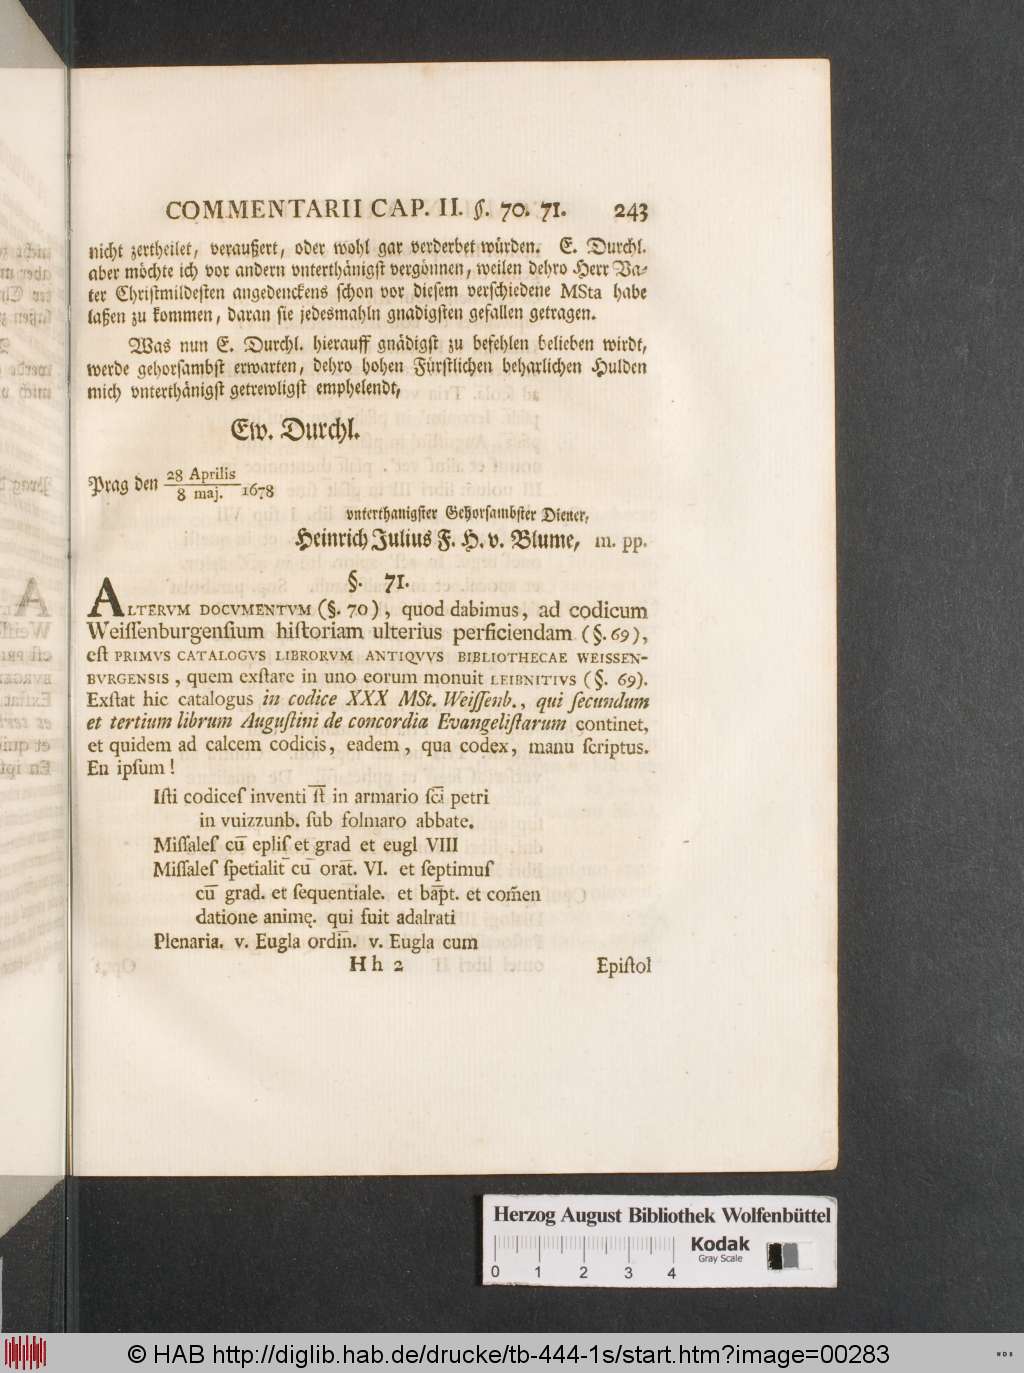 COMMENTARII CAP. II. §. 70. 71. 243
nicht zertheilet, veraußert, oder wohl gar verderbet würden. E. Durchl.
aber möchte ich vor andern vnterthänigst vergönnen, weilen dehro Herr Va-
ter Christmildesten angedenckens schon vor diesem verschiedene MSta habe
laßen zu kommen, daran sie jedesmahln gnadigsten gefallen getragen.
Was nun E. Durchl. hierauff gnädigst zu befehlen belieben wirdt,
werde gehorsambst erwarten, dehro hohen Fürstlichen beharlichen Hulden
mich vnterthänigst getrewligst emphelendt,
Ew. Durchl.
Prag den 28 Aprilis / 8 maj. 1678
vnterthanigster Gehorsambster Diener,
Heinrich Julius F. H. v. Blume, m. pp.
§. 71.
ALTERVM DOCVMENTVM (§. 70), quod dabimus, ad codicum
Weiſſenburgenſium hiſtoriam ulterius perficiendam (§. 69),
eſt PRIMVS CATALOGVS LIBRORVM ANTIQVVS BIBLIOTHECAE WEISSEN-
BVRGENSIS, quem exſtare in uno eorum monuit LEIBNITIVS (§. 69).
Exſtat hic catalogus in codice XXX MSt. Weiſſenb., qui ſecundum
et tertium librum Auguſtini de concordia Evangeliſtarum continet,
et quidem ad calcem codicis, eadem, qua codex, manu ſcriptus.
En ipſum!
Iſti codiceſ inventi ſt̅ in armario ſc̅i petri
in vuizzunb. ſub folmaro abbate.
Miſſaleſ cu̅ epliſ et grad et eugl VIII
Miſſaleſ ſpetialit̅ cu̅ orat̅. VI. et ſeptimuſ
cu̅ grad. et ſequentiale. et bap̅t. et com̅en
datione animę. qui fuit adalrati
Plenaria. v. Eugla ordin̅. v. Eugla cum
H h 2 Epiſtol
Herzog August Bibliothek Wolfenbüttel
0 1 2 3 4
Kodak
Gray Scale
© HAB http://diglib.hab.de/drucke/tb-444-1s/start.htm?image=00283